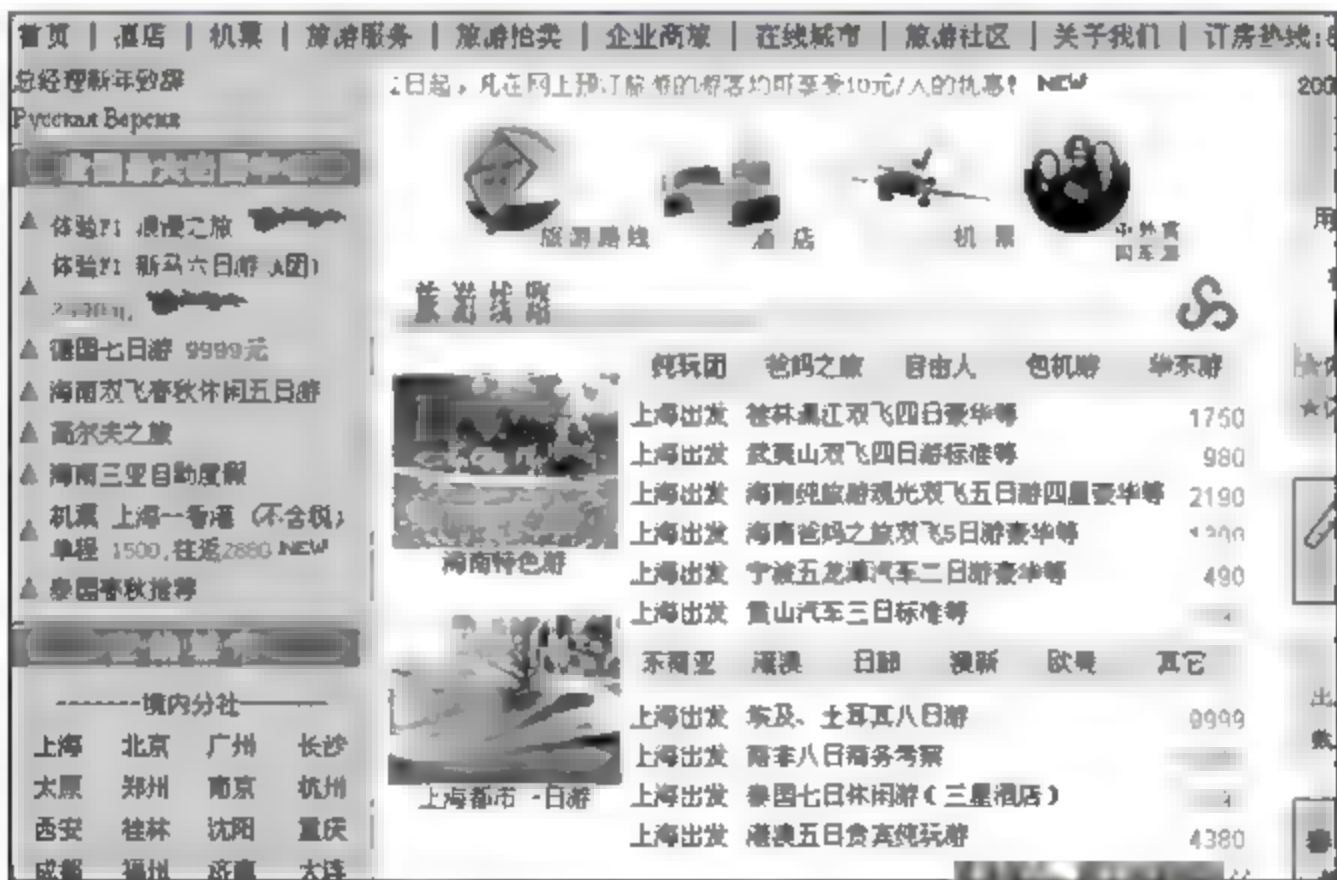 首页 | 酒店 | 机票 | 旅游服务 | 旅游拍卖 | 企业商旅 | 在线城市 | 旅游社区 | 关于我们 | 订房热线:
总经理新年致辞
Русская Версия
日起，凡在网上预订旅游的游客均可享受10元/人的优惠! NEW
200
旅游路线
酒店
机票
体验F1 浪漫之旅
体验F1 新马六日游
德国七日游 9999元
海南双飞春秋休闲五日游
高尔夫之旅
海南三亚自助度假
机票 上海--香港 (不含税)
单程 1500,往返2880 NEW
泰国春秋推荐
-------境内分社-------
上海 北京 广州 长沙
太原 郑州 南京 杭州
西安 桂林 沈阳 重庆
成都 福州 济南 大连
旅游线路
海南特色游
上海都市一日游
纯玩团 爸妈之旅 自由人 包机游 华东游
上海出发 桂林漓江双飞四日豪华等 1750
上海出发 武夷山双飞四日游标准等 980
上海出发 海南纯旅游观光双飞五日游四星豪华等 2190
上海出发 海南爸妈之旅双飞5日游豪华等
上海出发 宁波五龙潭汽车二日游豪华等 490
上海出发 黄山汽车三日标准等
东南亚 港澳 日韩 澳新 欧美 其它
上海出发 埃及、土耳其八日游 9999
上海出发 南非八日商务考察
上海出发 泰国七日休闲游(三星酒店)
上海出发 港澳五日贵宾纯玩游 4380